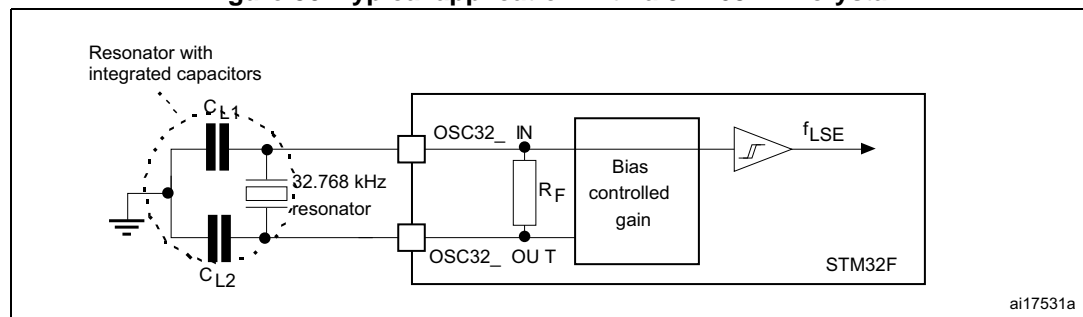 Resonator with
integrated capacitors
CL1
OSC32_ IN
fLSE
32.768 kHz
resonator
RF
Bias
controlled
gain
OSC32_ OU T
STM32F
CL2
ai17531a